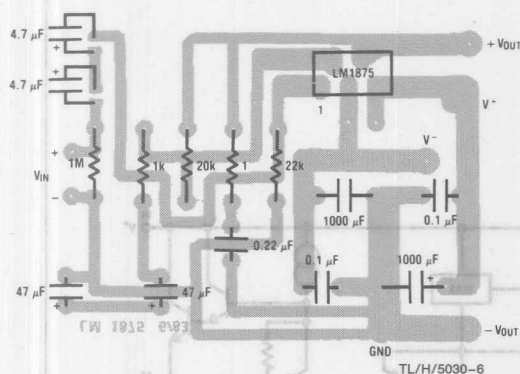 4.7 μF
+
4.7 μF
+
+ VOUT
LM1875
1
V+
+
1M
VIN
−
1k
20k
1
22k
V−
1000 μF
0.1 μF
0.22 μF
0.1 μF
1000 μF
+
47 μF
+
47 μF
+
LM 1875 6/83
− VOUT
GND
TL/H/5030-6